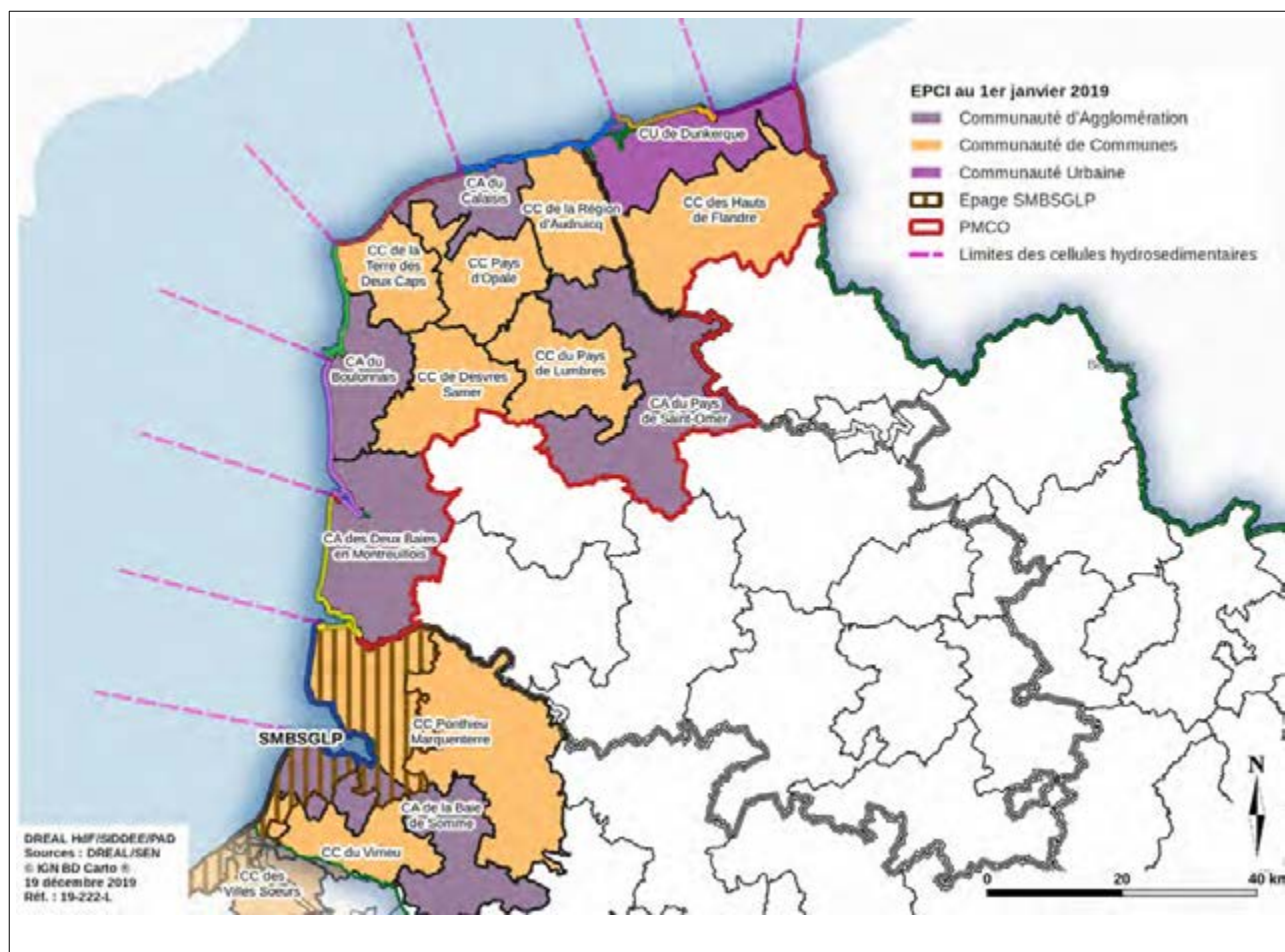 EPCI au 1er janvier 2019
Communauté d'Agglomération
Communauté de Communes
Communauté Urbaine
Epage SMBSGLP
PMCO
Limites des cellules hydrosedimentaires
CU de Dunkerque
CA du
Calaisis
CC de la Région
d'Audruicq
CC des Hauts
de Flandre
CC de la
Terre des
Deux Caps
CC Pays
d'Opale
CA du
Boulonnais
CC de Desvres
Samer
CC du Pays
de Lumbres
CA du Pays
de Saint-Omer
CA des Deux Baies
en Montreuillois
SMBSGLP
CC Ponthieu
Marquenterre
CA de la Baie
de Somme
CC du Vimeu
CC des
Villes Soeurs
N
0 20 40 km
DREAL HdF/SIDDEE/PAD
Sources : DREAL/SEN
© IGN BD Carto ®
19 décembre 2019
Réf. : 19-222-L